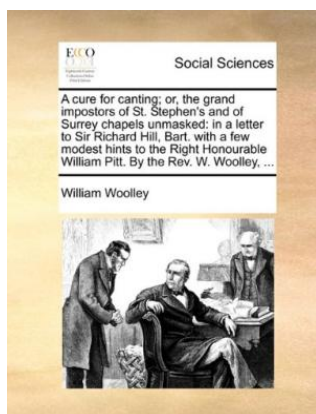 ECCO
Social Sciences
A cure for canting; or, the grand
impostors of St. Stephen's and of
Surrey chapels unmasked: in a letter
to Sir Richard Hill, Bart. with a few
modest hints to the Right Honourable
William Pitt. By the Rev. W. Woolley, ...
William Woolley